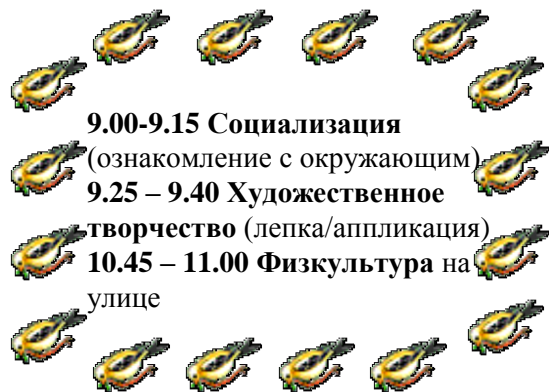 9.00-9.15 Социализация
(ознакомление с окружающим)
9.25 – 9.40 Художественное
творчество (лепка/аппликация)
10.45 – 11.00 Физкультура на
улице